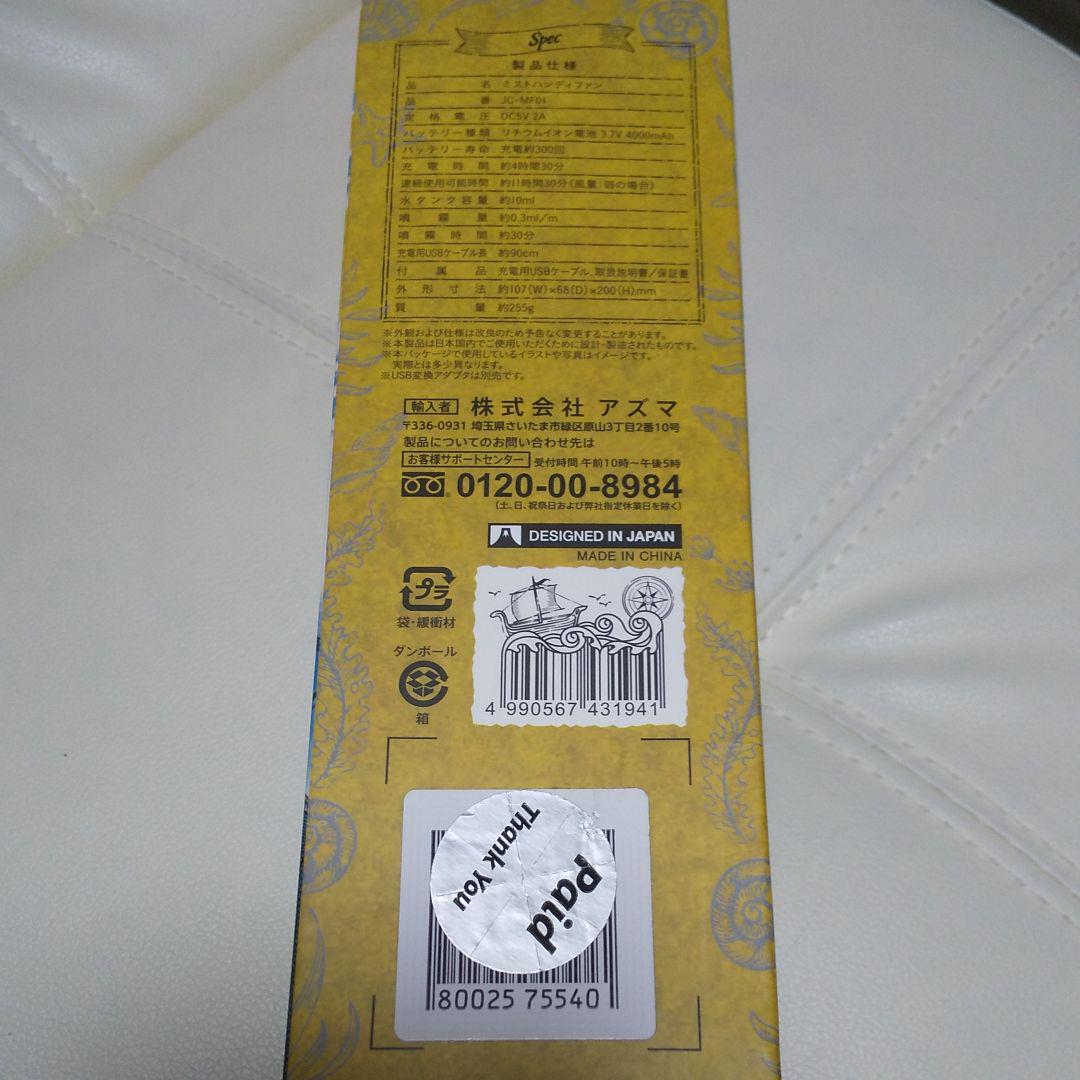 Spec
製品仕様
品名 ミストハンディファン
品番 JC-MF01
定格電圧 DC5V 2A
バッテリー種類 リチウムイオン電池 3.7V 4000mAh
バッテリー寿命 充電約300回
充電時間 約4時間30分
連続使用可能時間 約11時間30分(風量:弱の場合)
水タンク容量 約10ml
噴霧量 約0.3ml/m
噴霧時間 約30分
充電用USBケーブル長 約90cm
付属品 充電用USBケーブル、取扱説明書/保証書
外形寸法 約107(W)×68(D)×200(H)mm
質量 約255g
※外観および仕様は改良のため予告なく変更することがあります。
※本製品は日本国内でご使用いただくために設計・製造されたものです。
※本パッケージで使用しているイラストや写真はイメージです。
実際とは多少異なります。
※USB変換アダプタは別売です。
輸入者 株式会社 アズマ
〒336-0931 埼玉県さいたま市緑区原山3丁目2番10号
製品についてのお問い合わせ先は
お客様サポートセンター 受付時間 午前10時~午後5時
0120-00-8984
(土、日、祝祭日および弊社指定休業日を除く)
DESIGNED IN JAPAN
MADE IN CHINA
プラ
袋・緩衝材
ダンボール
箱
4 990567 431941
Thank You
Paid
80025 75540